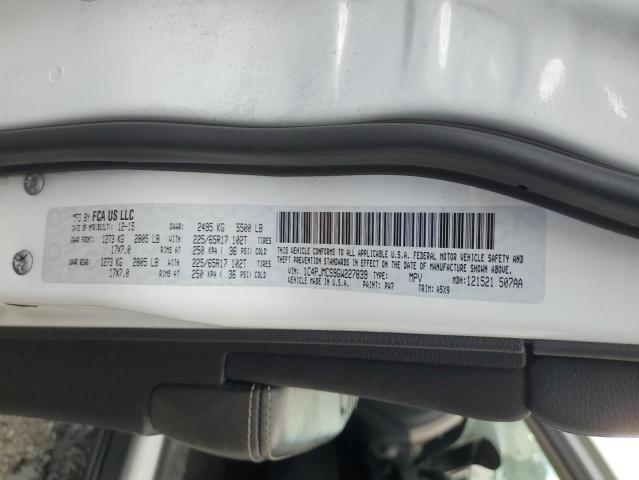 MFD BY FCA US LLC
DATE OF MFR(BUILT): 12-15 GVWR: 2495 KG 5500 LB
GAWR FRONT: 1273 KG 2805 LB WITH 225/65R17 102T TIRES
17X7.0 RIMS AT 250 KPA ( 36 PSI) COLD
GAWR REAR: 1273 KG 2805 LB WITH 225/65R17 102T TIRES
17X7.0 RIMS AT 250 KPA ( 36 PSI) COLD
THIS VEHICLE CONFORMS TO ALL APPLICABLE U.S.A. FEDERAL MOTOR VEHICLE SAFETY AND
THEFT PREVENTION STANDARDS IN EFFECT ON THE DATE OF MANUFACTURE SHOWN ABOVE.
VIN: 1C4PJMCS9GW227839 TYPE: MPV MDH:121521 507AA
VEHICLE MADE IN U.S.A. PAINT: PW7 TRIM: A5X9